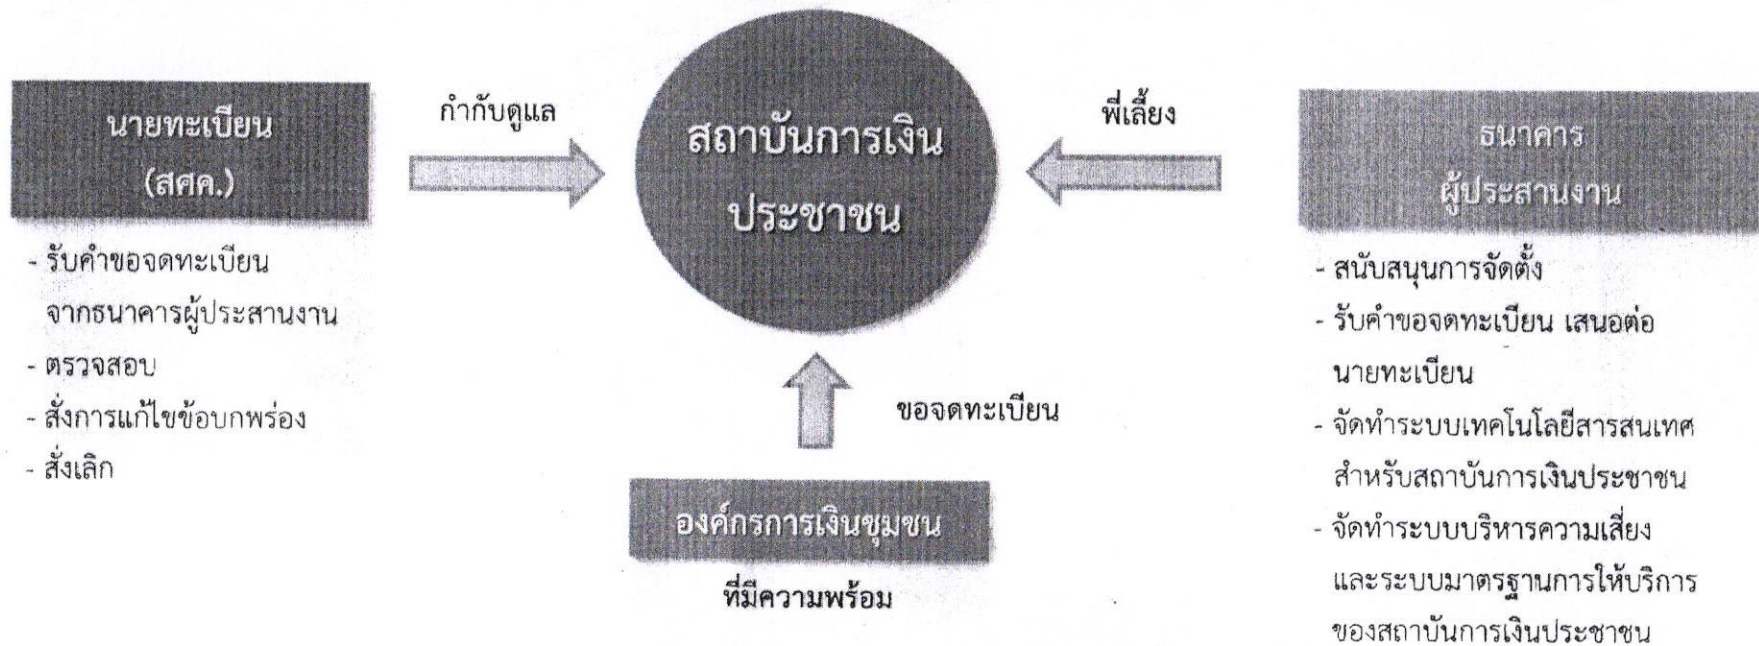 นายทะเบียน
(สศค.)
- รับคำขอจดทะเบียน
จากธนาคารผู้ประสานงาน
- ตรวจสอบ
- สั่งการแก้ไขข้อบกพร่อง
- สั่งเลิก
กำกับดูแล
สถาบันการเงิน
ประชาชน
พี่เลี้ยง
ขอจดทะเบียน
องค์กรการเงินชุมชน
ที่มีความพร้อม
ธนาคาร
ผู้ประสานงาน
- สนับสนุนการจัดตั้ง
- รับคำขอจดทะเบียน เสนอต่อ
นายทะเบียน
- จัดทำระบบเทคโนโลยีสารสนเทศ
สำหรับสถาบันการเงินประชาชน
- จัดทำระบบบริหารความเสี่ยง
และระบบมาตรฐานการให้บริการ
ของสถาบันการเงินประชาชน